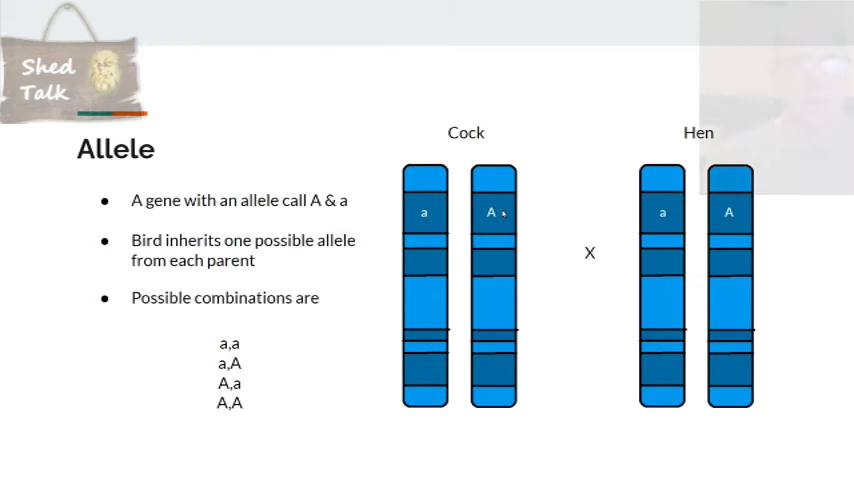 Shed
Talk
Allele
● A gene with an allele call A & a
● Bird inherits one possible allele
from each parent
● Possible combinations are
a,a
a,A
A,a
A,A
Cock
Hen
a
A
X
a
A